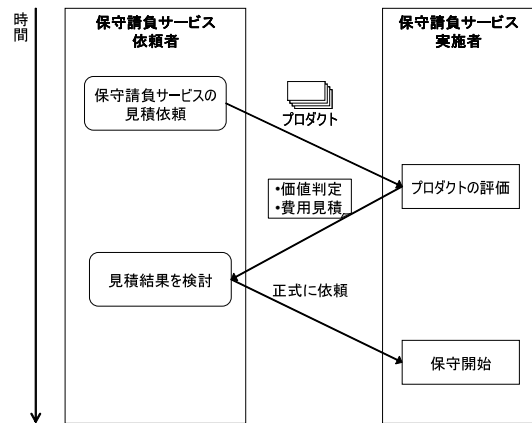 時間
保守請負サービス
依頼者
保守請負サービス
実施者
保守請負サービスの
見積依頼
プロダクト
プロダクトの評価
•価値判定
•費用見積
見積結果を検討
正式に依頼
保守開始